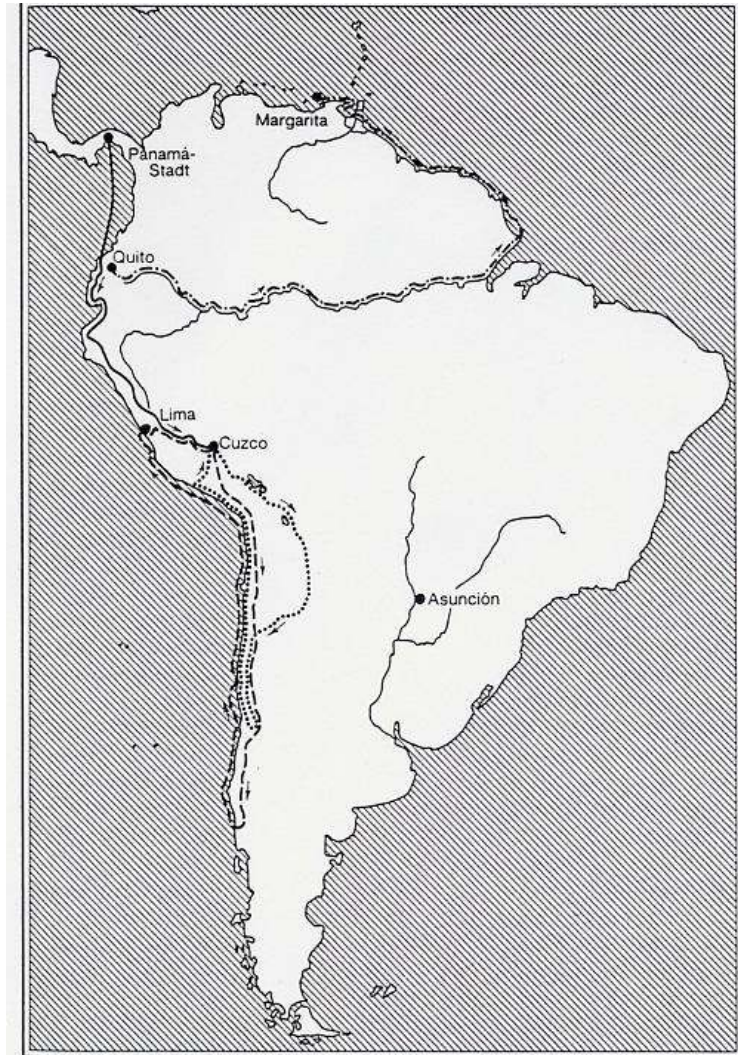 Margarita
Panamá-
Stadt
Quito
Lima
Cuzco
Asunción